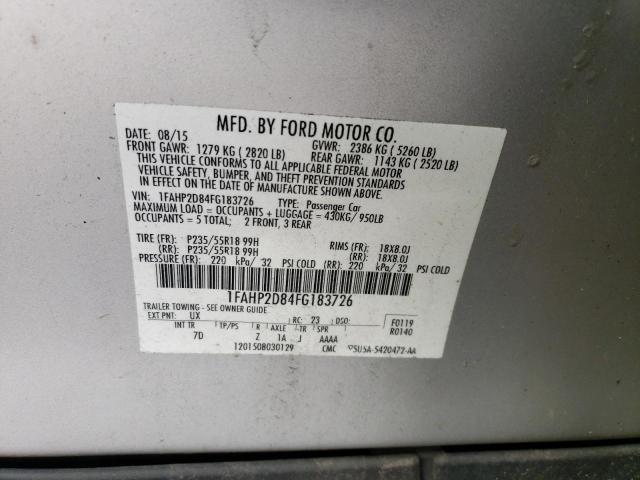 MFD. BY FORD MOTOR CO.
DATE: 08/15 GVWR: 2386 KG ( 5260 LB)
FRONT GAWR: 1279 KG ( 2820 LB) REAR GAWR: 1143 KG ( 2520 LB)
THIS VEHICLE CONFORMS TO ALL APPLICABLE FEDERAL MOTOR
VEHICLE SAFETY, BUMPER, AND THEFT PREVENTION STANDARDS
IN EFFECT ON THE DATE OF MANUFACTURE SHOWN ABOVE.
VIN: 1FAHP2D84FG183726 TYPE: Passenger Car
MAXIMUM LOAD = OCCUPANTS + LUGGAGE = 430KG/ 950LB
OCCUPANTS = 5 TOTAL; 2 FRONT, 3 REAR
TIRE (FR): P235/55R18 99H RIMS (FR): 18X8.0J
(RR): P235/55R18 99H (RR): 18X8.0J
PRESSURE (FR): 220 kPa/ 32 PSI COLD (RR): 220 kPa/ 32 PSI COLD
1FAHP2D84FG183726
TRAILER TOWING - SEE OWNER GUIDE
EXT PNT: UX RC: 23 DSO: F0119
R0140
INT TR TP/PS R AXLE TR SPR
7D Z 1A J AAAA
1201508030129 CMC 5U5A-5420472-AA